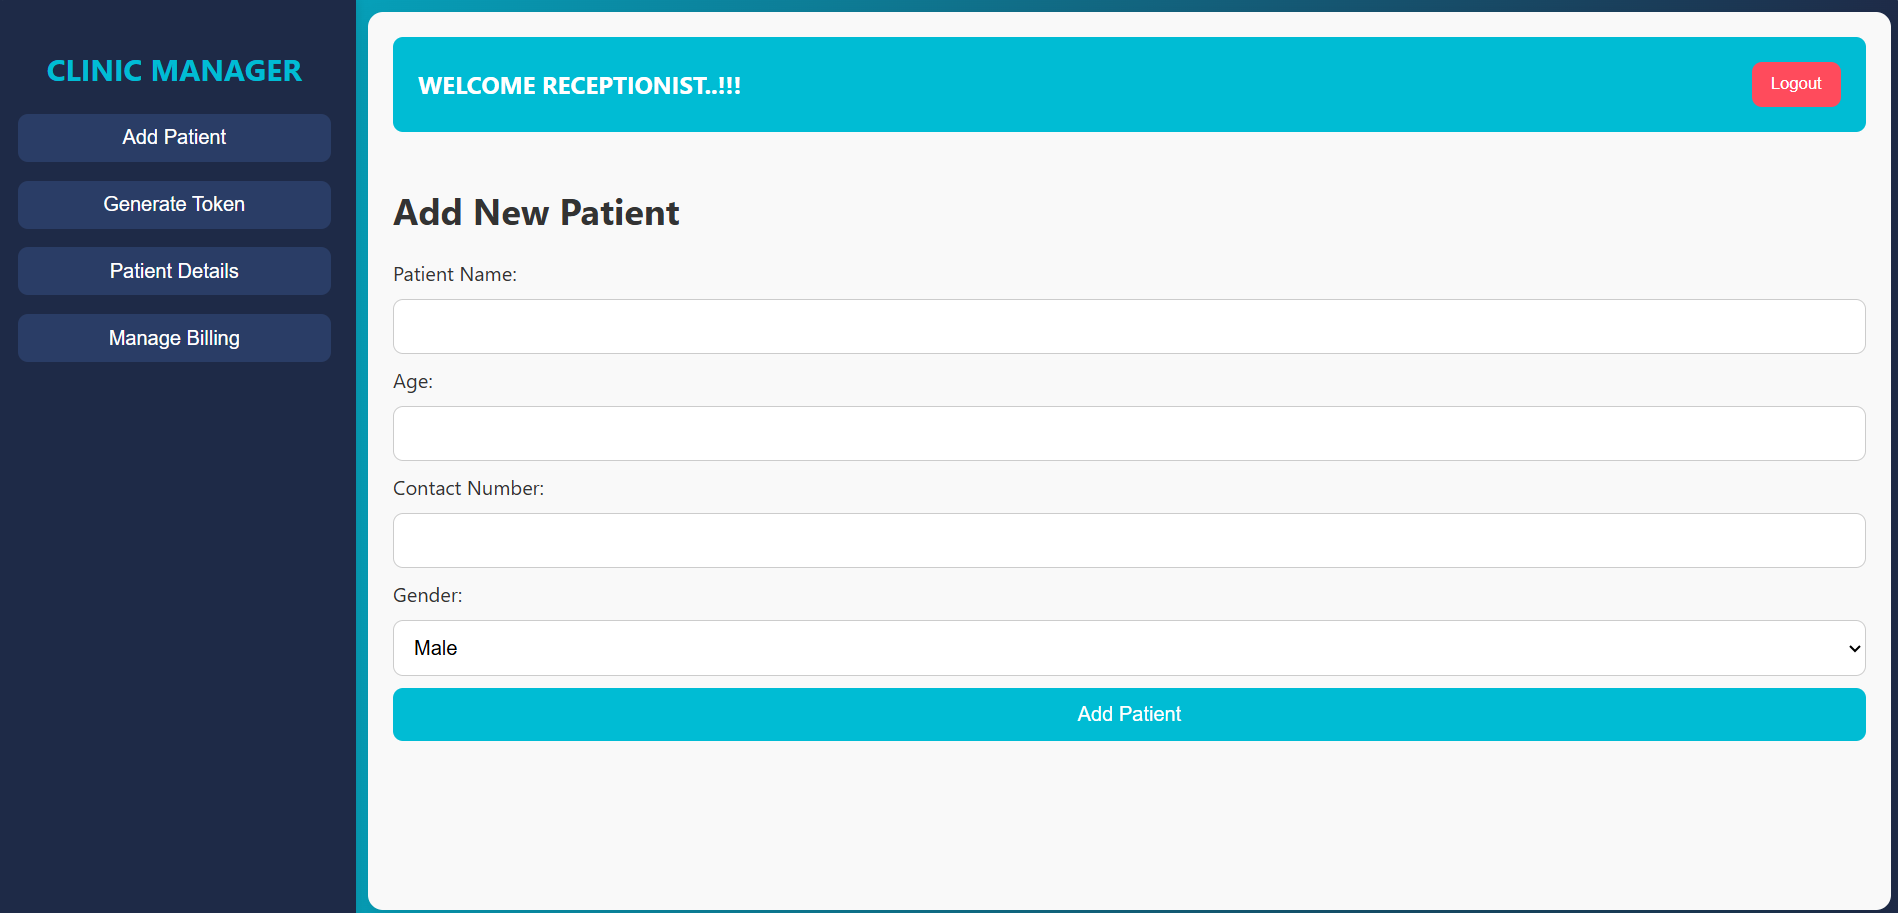 CLINIC MANAGER
Add Patient
Generate Token
Patient Details
Manage Billing
WELCOME RECEPTIONIST..!!!
Logout
Add New Patient
Patient Name:
Age:
Contact Number:
Gender:
Male
Add Patient